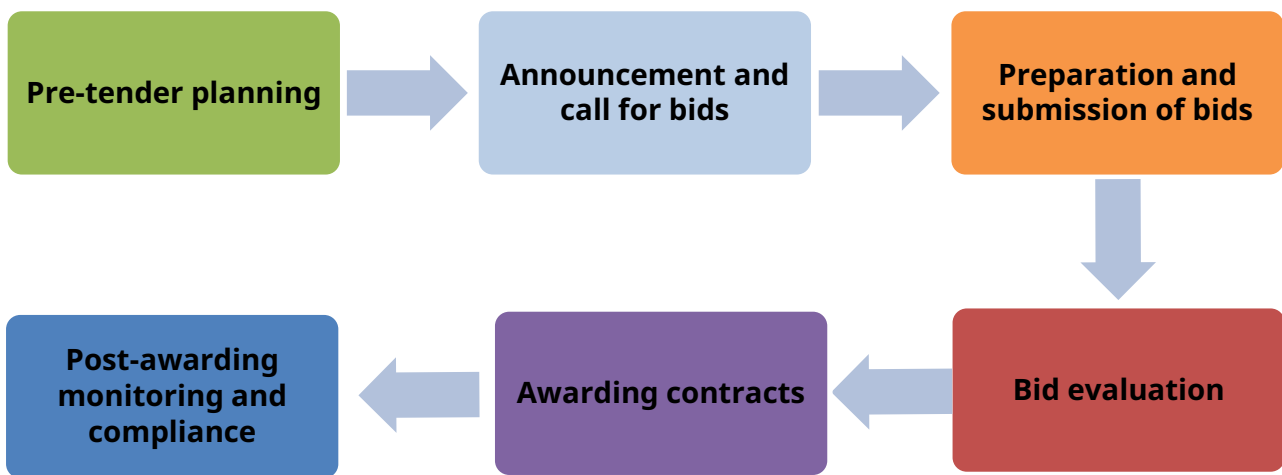 Pre-tender planning
Announcement and
call for bids
Preparation and
submission of bids
Bid evaluation
Awarding contracts
Post-awarding
monitoring and
compliance